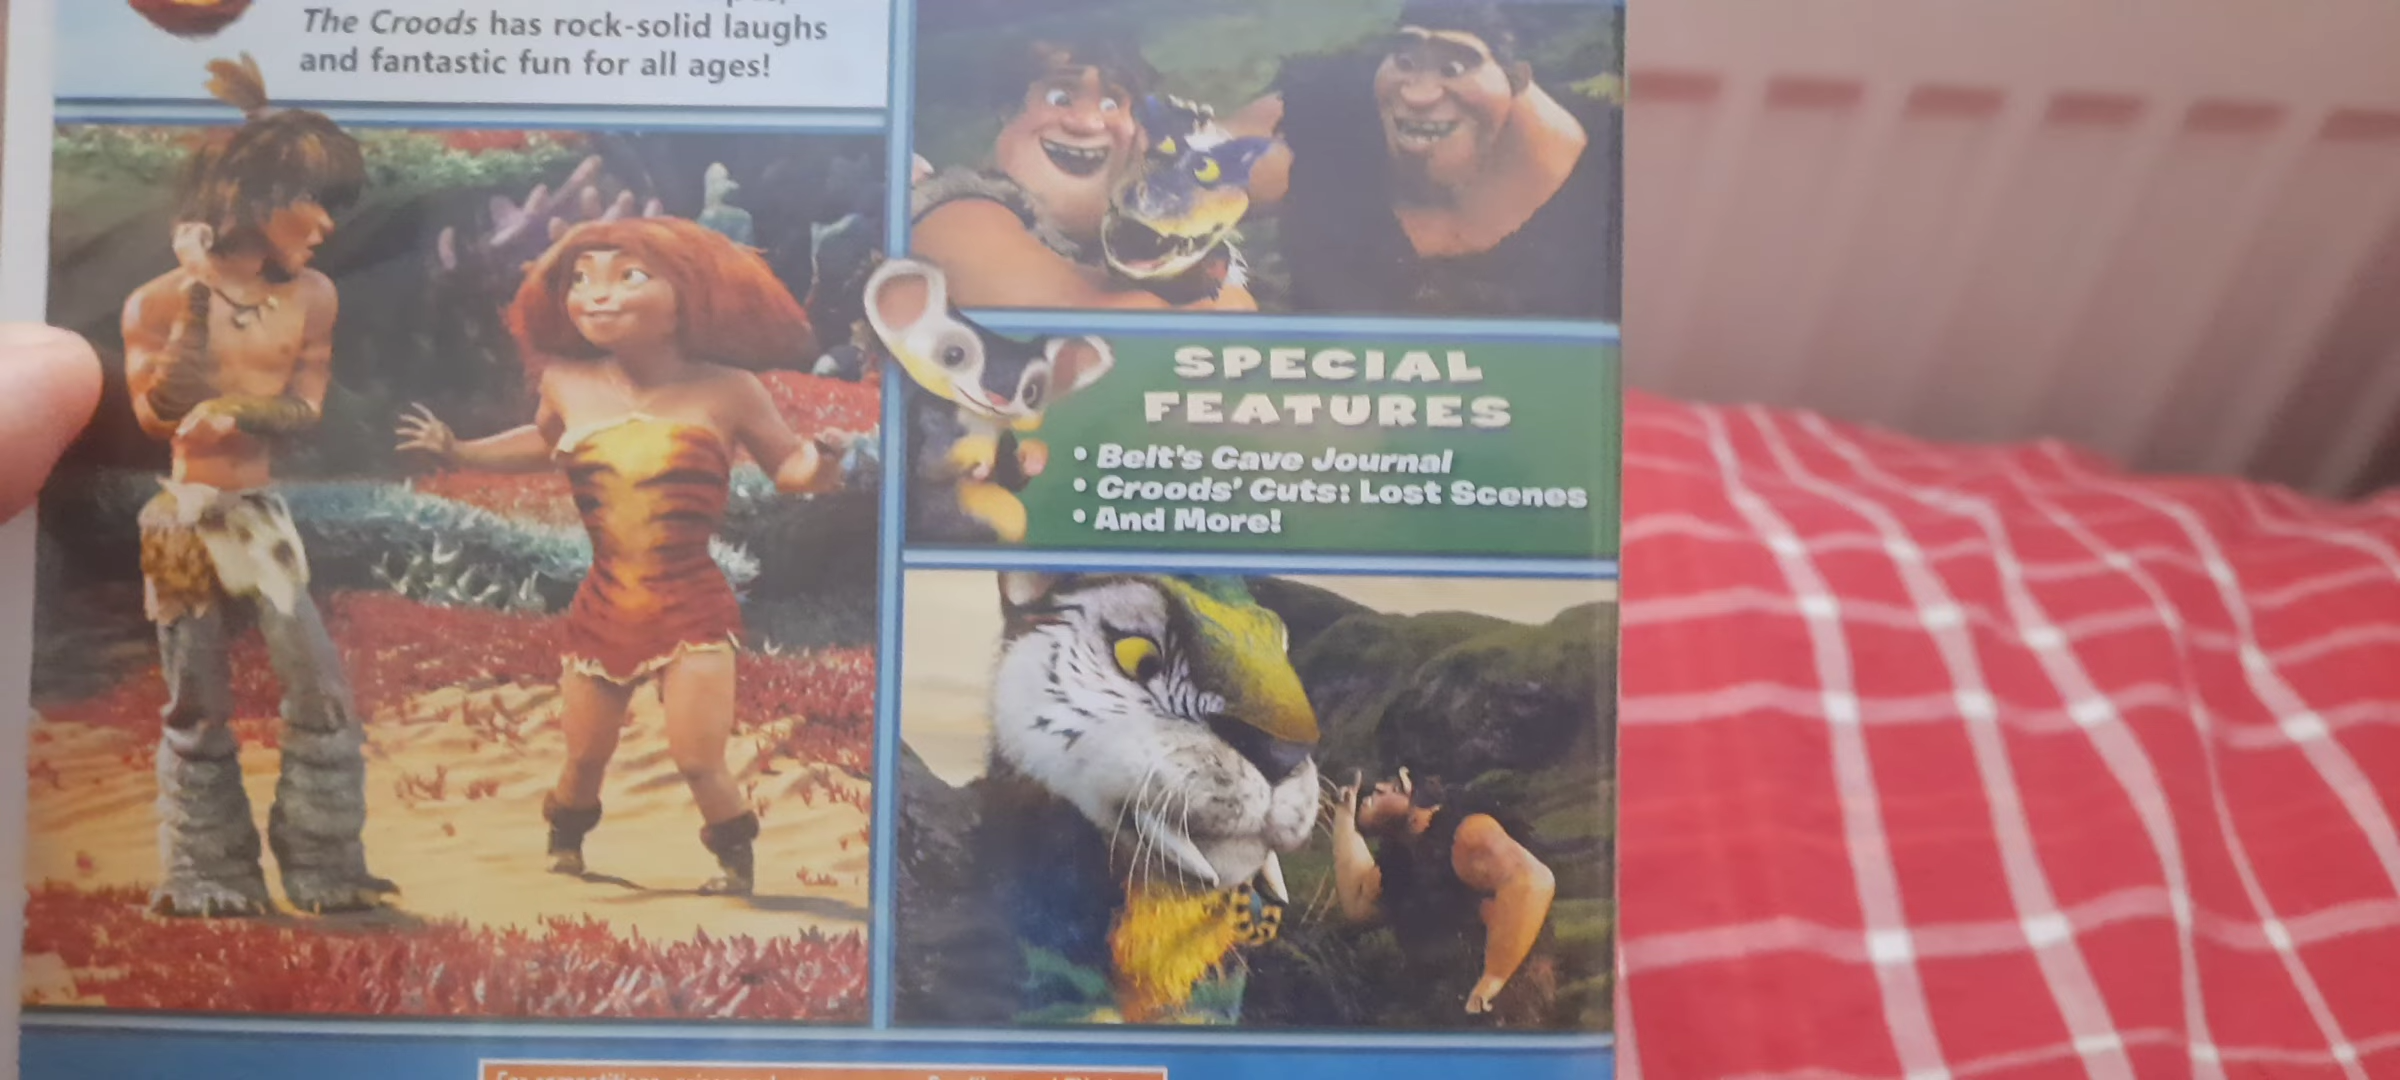 The Croods has rock-solid laughs
and fantastic fun for all ages!
SPECIAL
FEATURES
• Belt's Cave Journal
• Croods' Cuts: Lost Scenes
• And More!